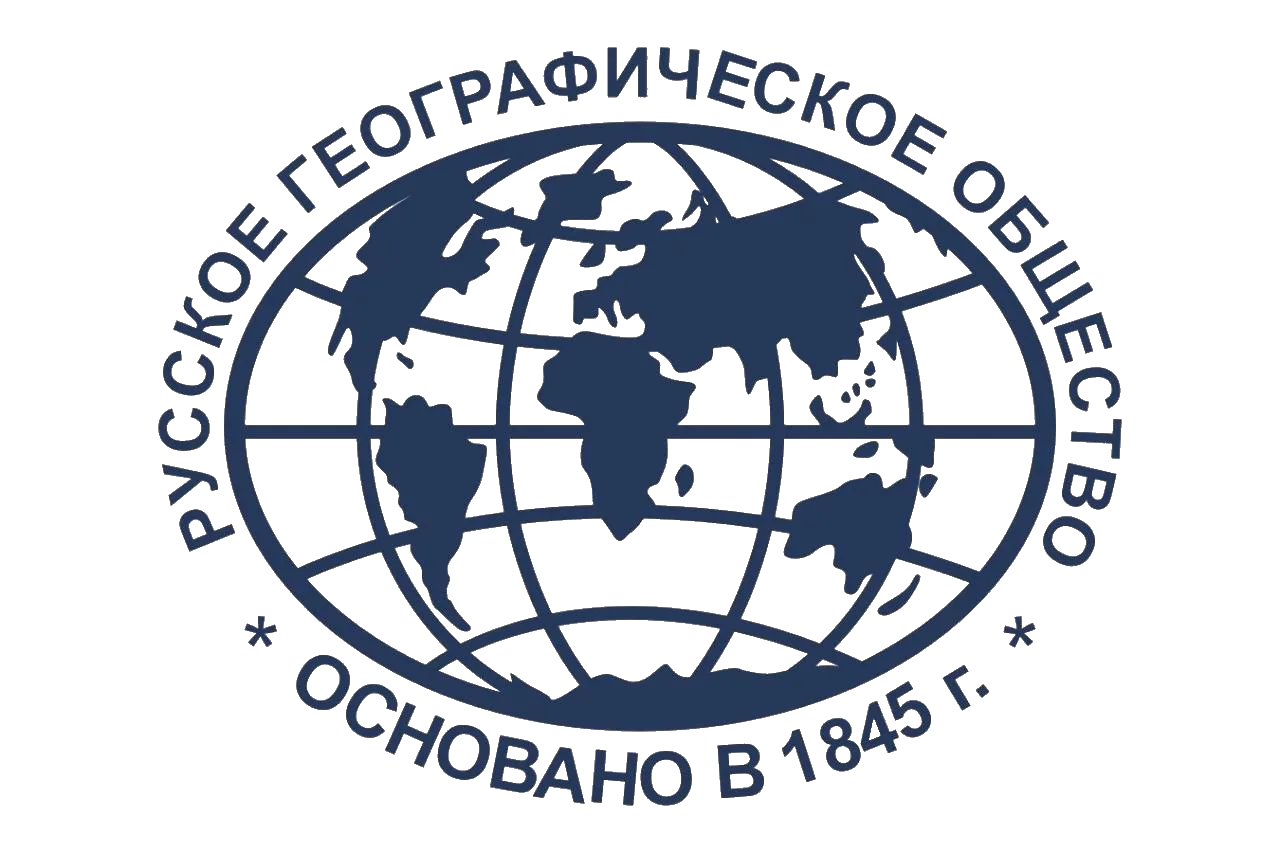 РУССКОЕ ГЕОГРАФИЧЕСКОЕ ОБЩЕСТВО
* ОСНОВАНО В 1845 г. *